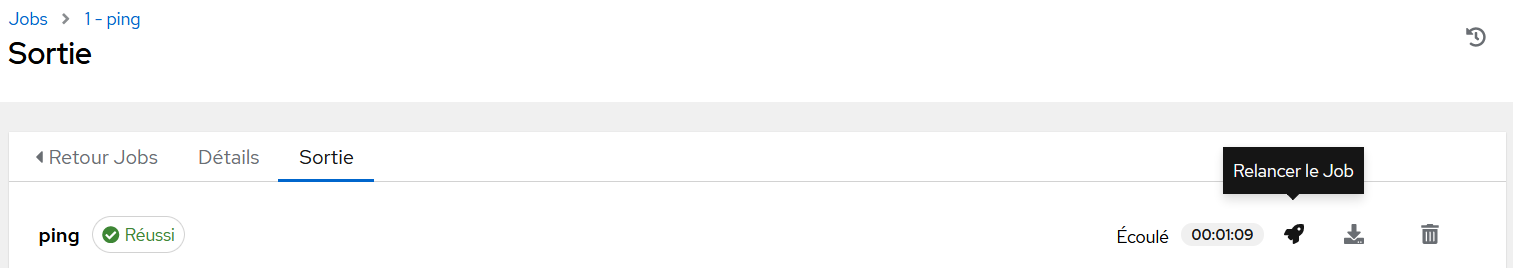 Jobs > 1 - ping
Sortie
Retour Jobs Détails Sortie
Relancer le Job
ping Réussi Écoulé 00:01:09